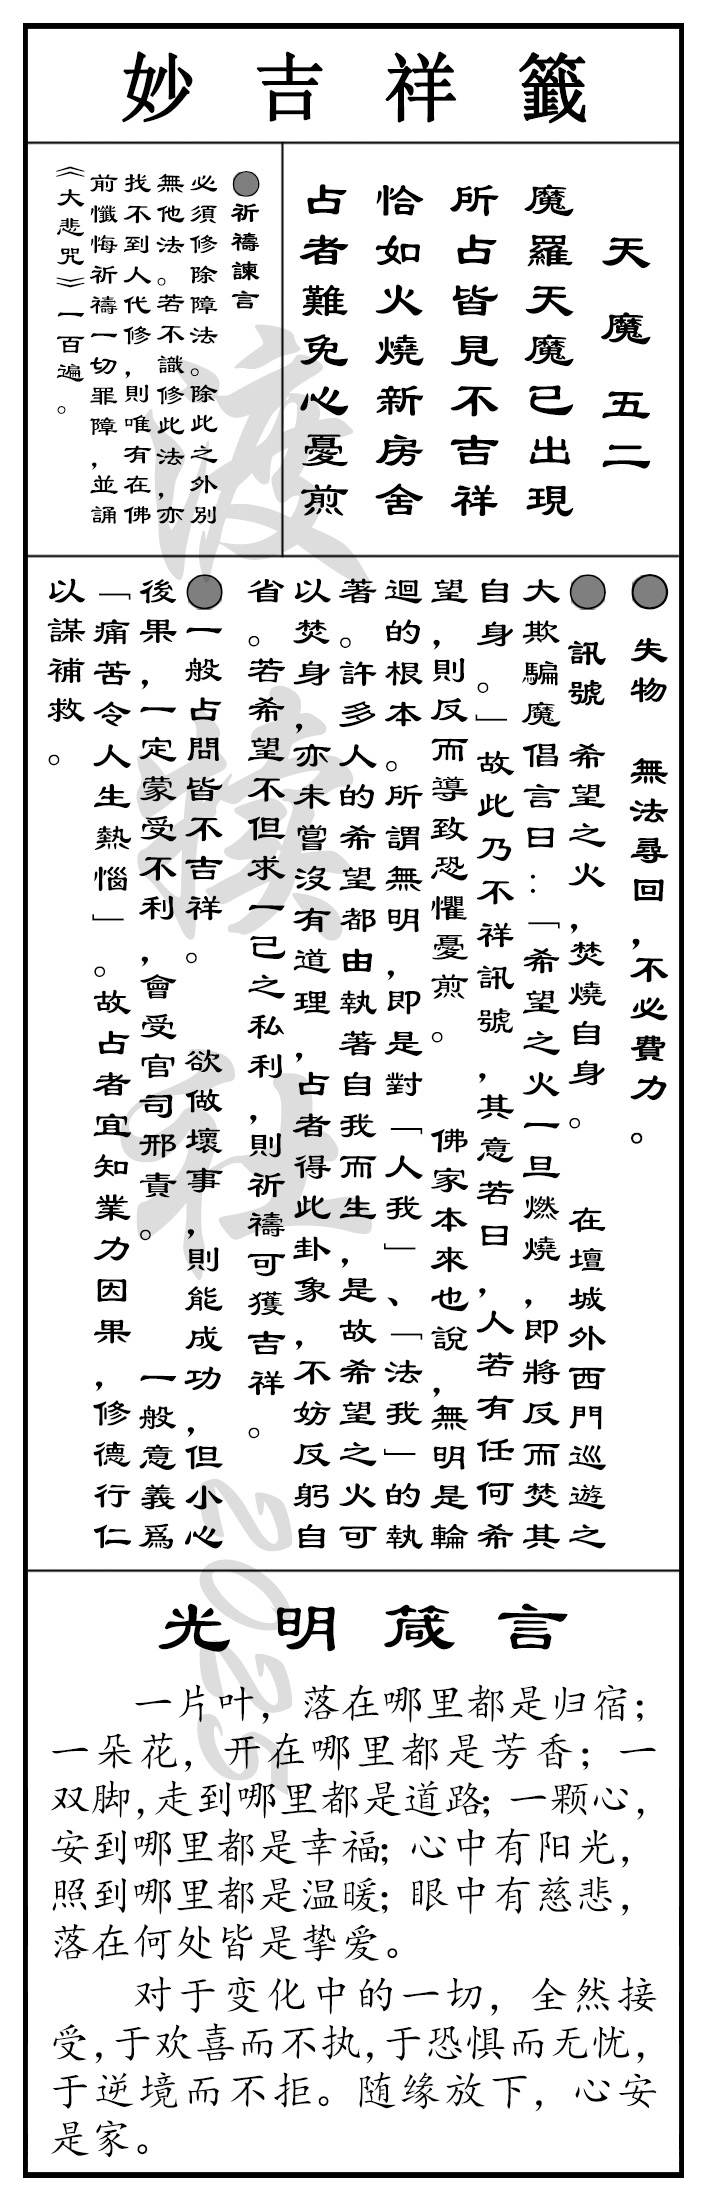 妙吉祥籤
天魔 五二
魔羅天魔已出現
所占皆見不吉祥
恰如火燒新房舍
占者難免心憂煎
●祈禱諫言
必須修除障法。除此之外別
無他法。若不識修此法，亦
找不到人代修，則唯有在佛
前懺悔祈禱一切罪障，並誦
《大悲咒》一百遍。
● 失物 無法尋回，不必費力。
● 訊號 希望之火，焚燒自身。 在壇城外西門巡遊之
大欺騙魔倡言曰：「希望之火一旦燃燒，即將反而焚其
自身。」故此乃不祥訊號，其意若曰，人若有任何希
望，則反而導致恐懼憂煎。 佛家本來也說，無明是輪
迴的根本。所謂無明，即是對「人我」、「法我」的執
著。許多人的希望都由執著自我而生，是故希望之火可
以焚身，亦未嘗沒有道理，占者得此卦象，不妨反躬自
省。若希望不但求一己之私利，則祈禱可獲吉祥。
●一般占問皆不吉祥。 欲做壞事，則能成功，但小心
後果，一定蒙受不利，會受官司邢責。 一般意義爲
「痛苦令人生熱惱」。故占者宜知業力因果，修德行仁
以謀補救。
光明箴言
一片叶，落在哪里都是归宿；
一朵花，开在哪里都是芳香；一
双脚，走到哪里都是道路；一颗心，
安到哪里都是幸福；心中有阳光，
照到哪里都是温暖；眼中有慈悲，
落在何处皆是挚爱。
对于变化中的一切，全然接
受，于欢喜而不执，于恐惧而无忧，
于逆境而不拒。随缘放下，心安
是家。
渡
社
2025